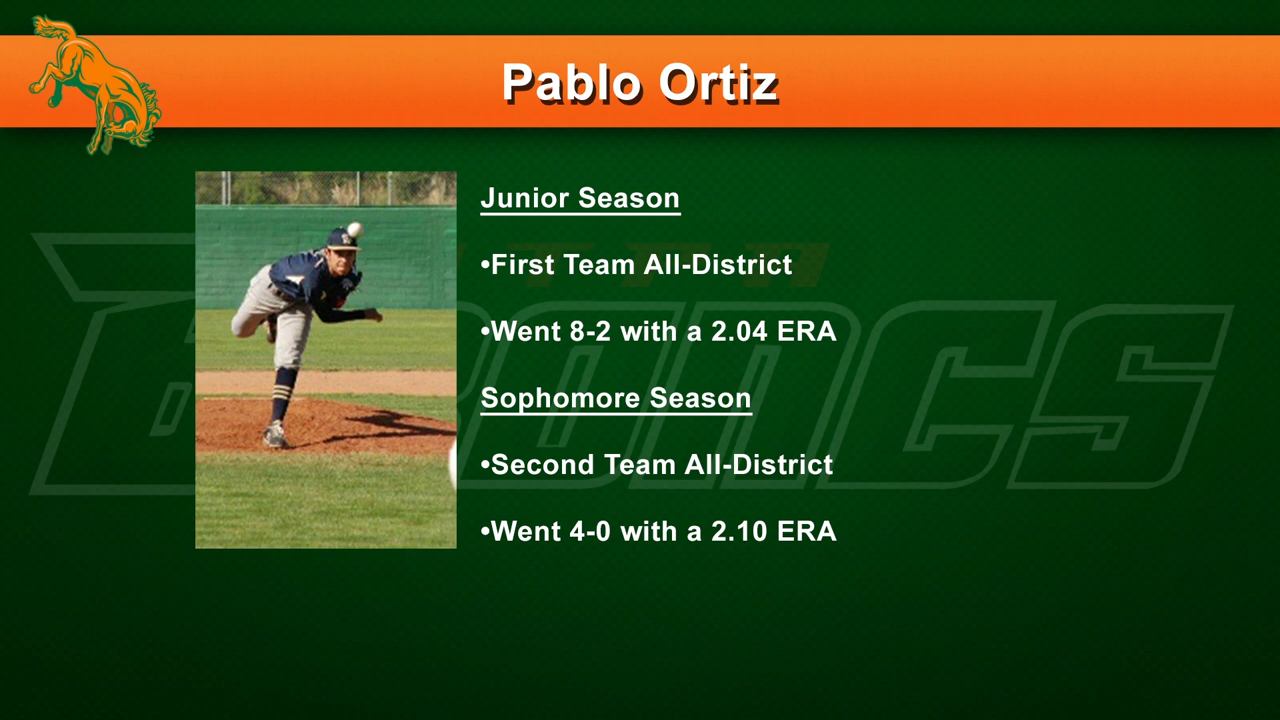 Pablo Ortiz
Junior Season
•First Team All-District
•Went 8-2 with a 2.04 ERA
Sophomore Season
•Second Team All-District
•Went 4-0 with a 2.10 ERA
BRONCS